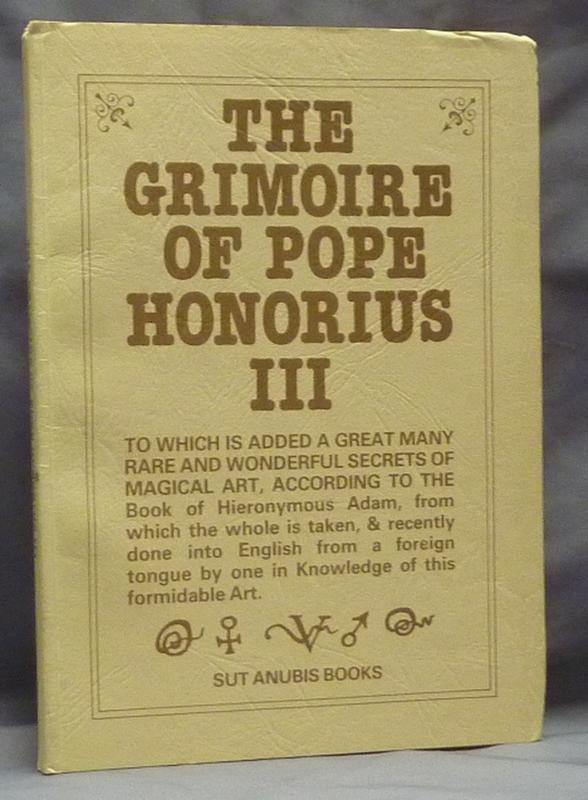 THE
GRIMOIRE
OF POPE
HONORIUS
III
TO WHICH IS ADDED A GREAT MANY
RARE AND WONDERFUL SECRETS OF
MAGICAL ART, ACCORDING TO THE
Book of Hieronymous Adam, from
which the whole is taken, & recently
done into English from a foreign
tongue by one in Knowledge of this
formidable Art.
SUT ANUBIS BOOKS